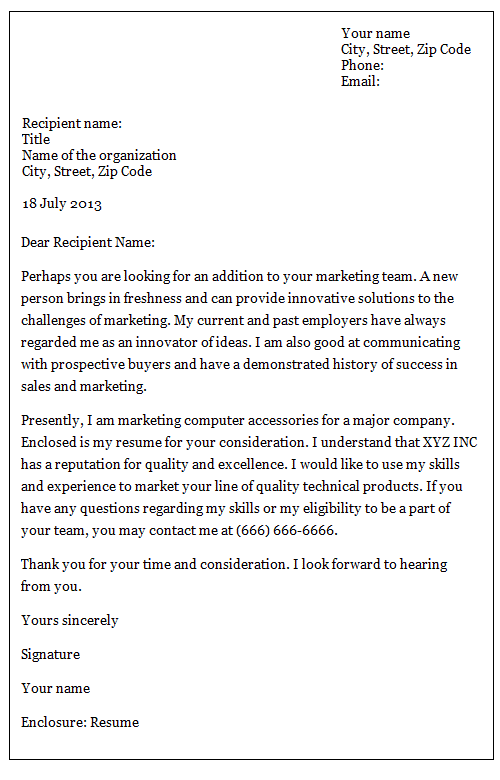 Your name
City, Street, Zip Code
Phone:
Email:
Recipient name:
Title
Name of the organization
City, Street, Zip Code
18 July 2013
Dear Recipient Name:
Perhaps you are looking for an addition to your marketing team. A new
person brings in freshness and can provide innovative solutions to the
challenges of marketing. My current and past employers have always
regarded me as an innovator of ideas. I am also good at communicating
with prospective buyers and have a demonstrated history of success in
sales and marketing.
Presently, I am marketing computer accessories for a major company.
Enclosed is my resume for your consideration. I understand that XYZ INC
has a reputation for quality and excellence. I would like to use my skills
and experience to market your line of quality technical products. If you
have any questions regarding my skills or my eligibility to be a part of
your team, you may contact me at (666) 666-6666.
Thank you for your time and consideration. I look forward to hearing
from you.
Yours sincerely
Signature
Your name
Enclosure: Resume